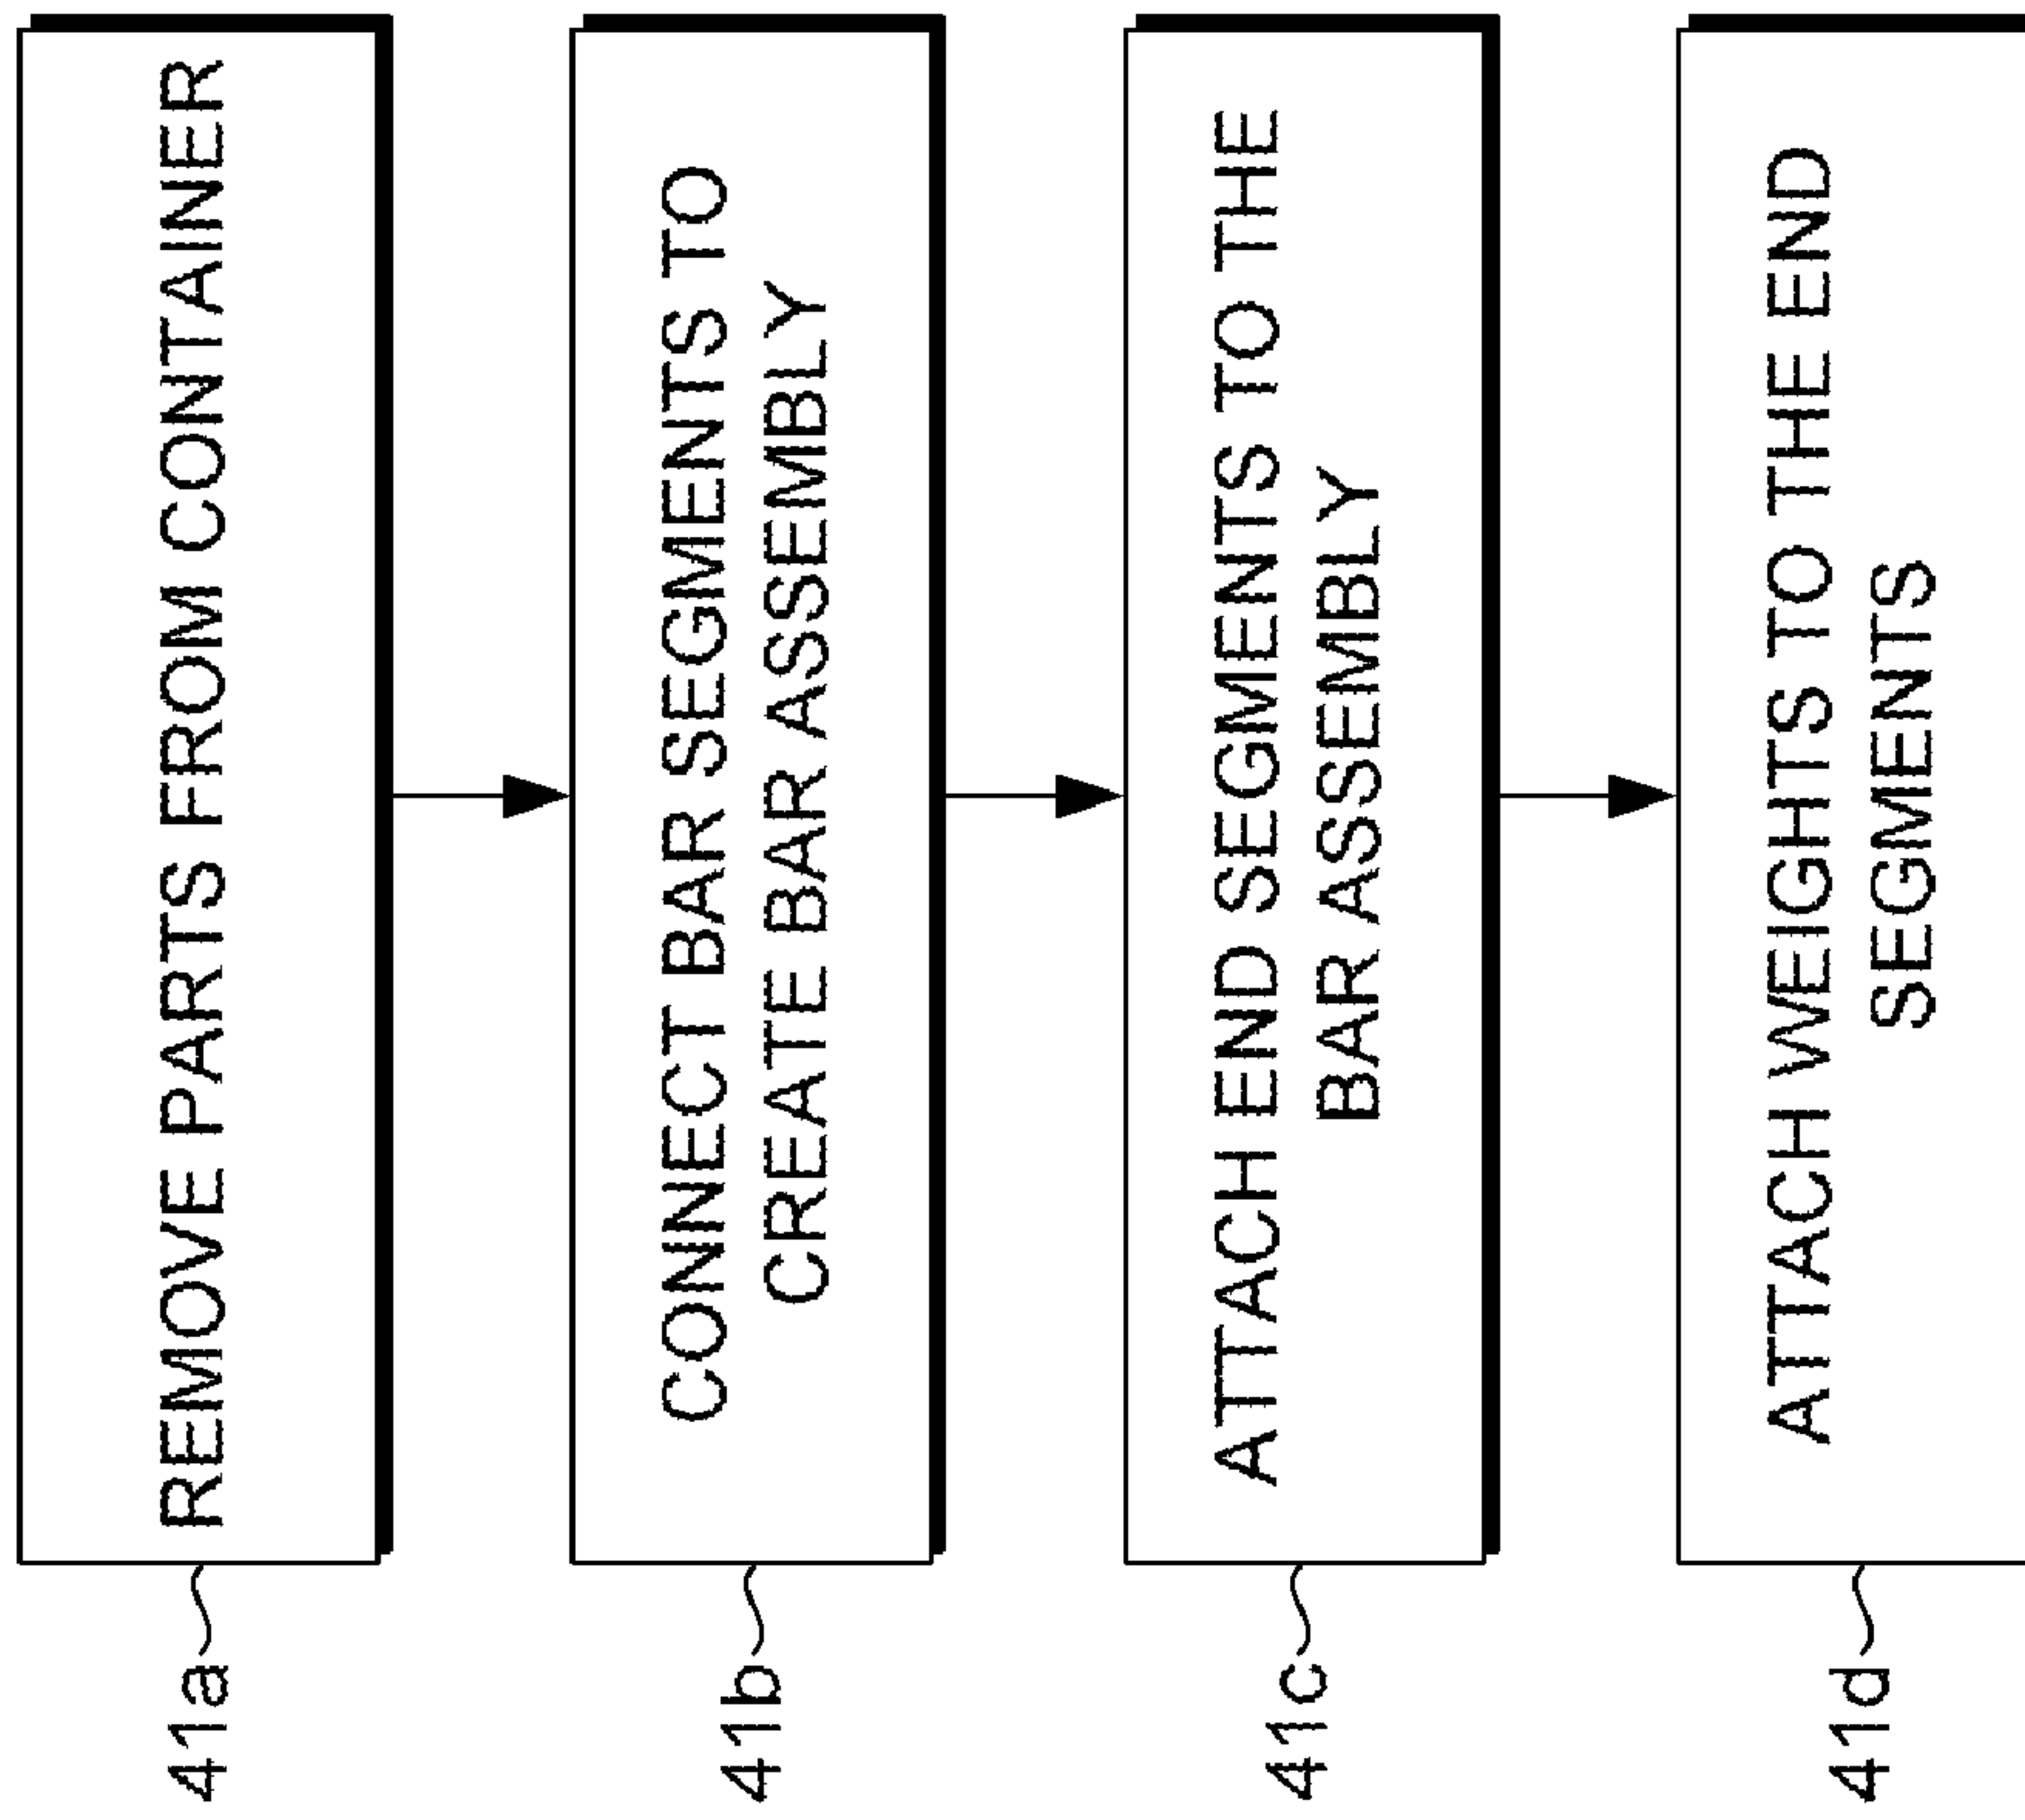 41a
REMOVE PARTS FROM CONTAINER
41b
CONNECT BAR SEGMENTS TO
CREATE BAR ASSEMBLY
41c
ATTACH END SEGMENTS TO THE
BAR ASSEMBLY
41d
ATTACH WEIGHTS TO THE END
SEGMENTS